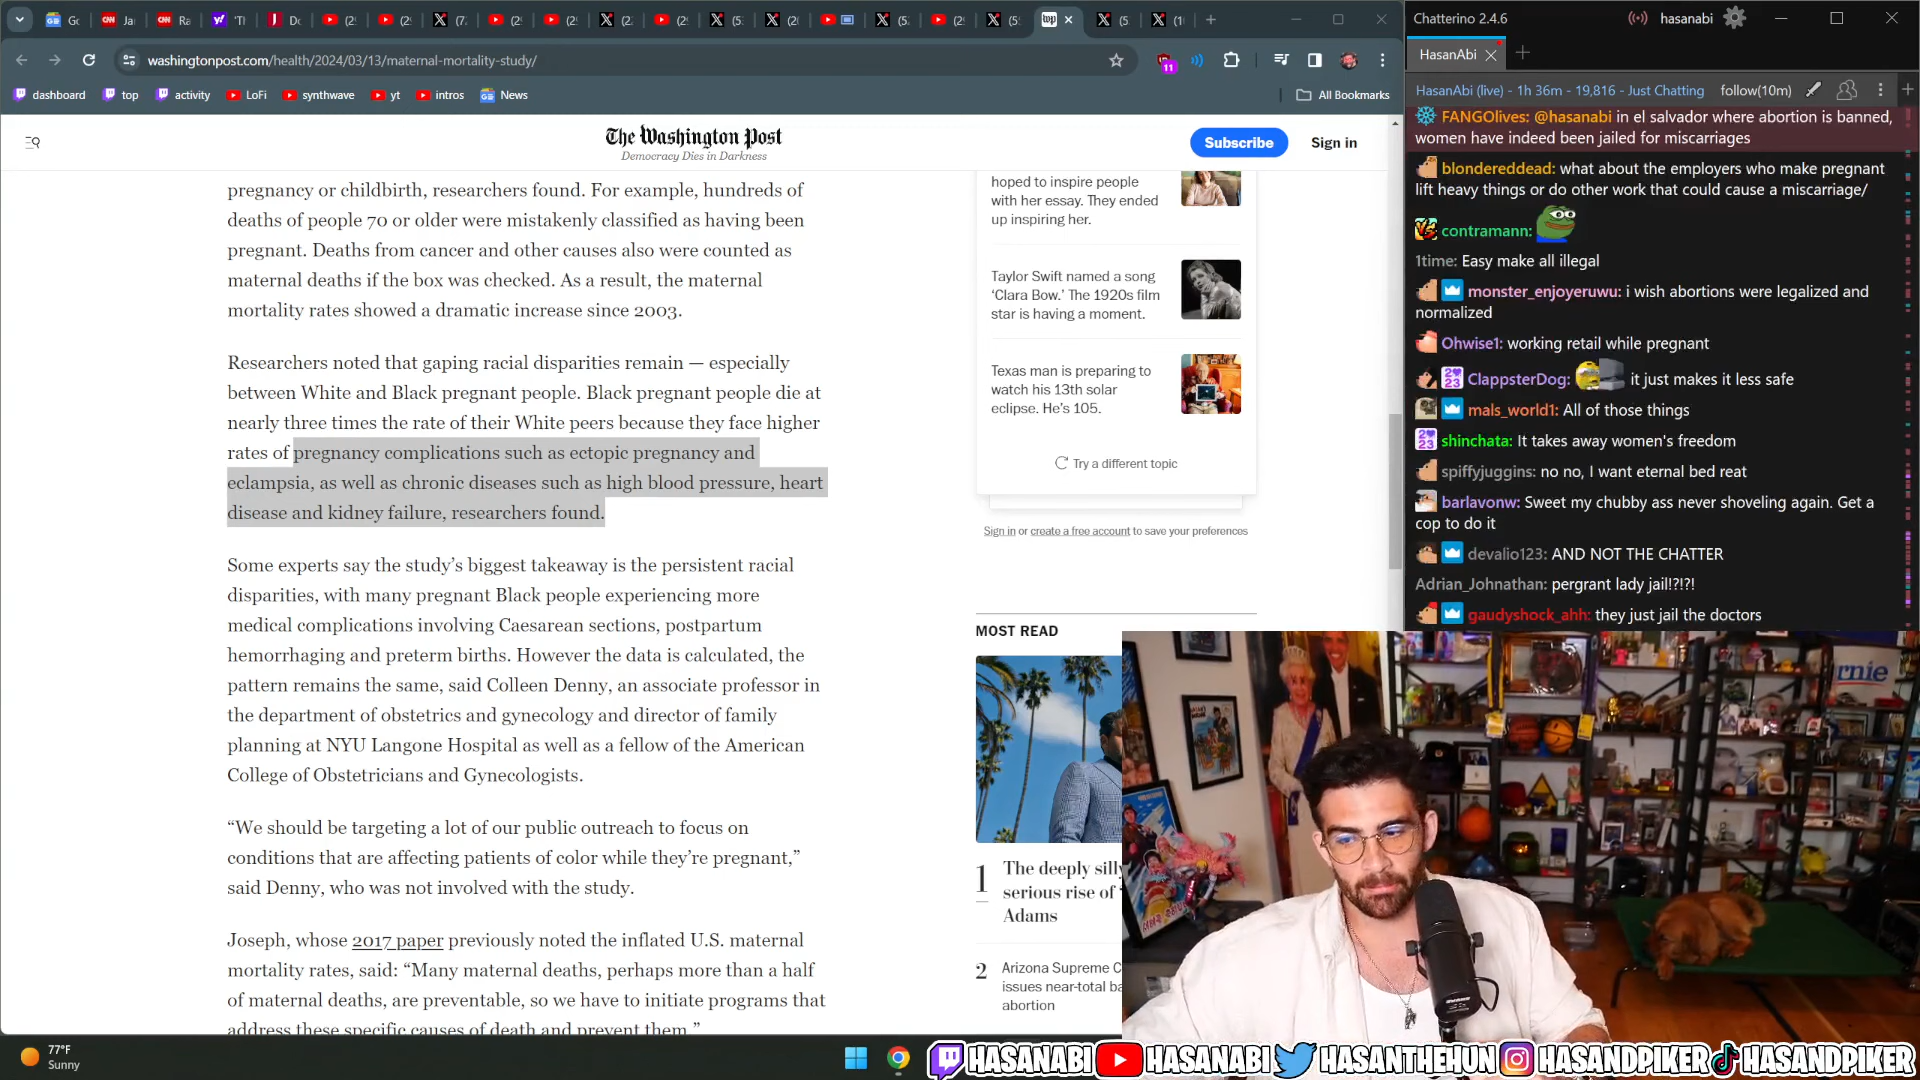 washingtonpost.com/health/2024/03/13/maternal-mortality-study/
11
dashboard
top
activity
LoFi
synthwave
yt
intros
News
All Bookmarks
The Washington Post
Democracy Dies in Darkness
Subscribe
Sign in
pregnancy or childbirth, researchers found. For example, hundreds of
deaths of people 70 or older were mistakenly classified as having been
pregnant. Deaths from cancer and other causes also were counted as
maternal deaths if the box was checked. As a result, the maternal
mortality rates showed a dramatic increase since 2003.
Researchers noted that gaping racial disparities remain — especially
between White and Black pregnant people. Black pregnant people die at
nearly three times the rate of their White peers because they face higher
rates of pregnancy complications such as ectopic pregnancy and
eclampsia, as well as chronic diseases such as high blood pressure, heart
disease and kidney failure, researchers found.
Some experts say the study’s biggest takeaway is the persistent racial
disparities, with many pregnant Black people experiencing more
medical complications involving Caesarean sections, postpartum
hemorrhaging and preterm births. However the data is calculated, the
pattern remains the same, said Colleen Denny, an associate professor in
the department of obstetrics and gynecology and director of family
planning at NYU Langone Hospital as well as a fellow of the American
College of Obstetricians and Gynecologists.
“We should be targeting a lot of our public outreach to focus on
conditions that are affecting patients of color while they’re pregnant,”
said Denny, who was not involved with the study.
Joseph, whose 2017 paper previously noted the inflated U.S. maternal
mortality rates, said: “Many maternal deaths, perhaps more than a half
of maternal deaths, are preventable, so we have to initiate programs that
address these specific causes of death and prevent them.”
hoped to inspire people
with her essay. They ended
up inspiring her.
Taylor Swift named a song
‘Clara Bow.’ The 1920s film
star is having a moment.
Texas man is preparing to
watch his 13th solar
eclipse. He’s 105.
Try a different topic
Sign in or create a free account to save your preferences
MOST READ
1
The deeply silly
serious rise of
Adams
2
Arizona Supreme C
issues near-total ba
abortion
Chatterino 2.4.6
hasanabi
HasanAbi
HasanAbi (live) - 1h 36m - 19,816 - Just Chatting
follow(10m)
FANGOlives: @hasanabi in el salvador where abortion is banned,
women have indeed been jailed for miscarriages
blondereddead: what about the employers who make pregnant
lift heavy things or do other work that could cause a miscarriage/
contramann:
1time: Easy make all illegal
monster_enjoyeruwu: i wish abortions were legalized and
normalized
Ohwise1: working retail while pregnant
ClappsterDog: it just makes it less safe
mals_world1: All of those things
shinchata: It takes away women's freedom
spiffyjuggins: no no, I want eternal bed reat
barlavonw: Sweet my chubby ass never shoveling again. Get a
cop to do it
devalio123: AND NOT THE CHATTER
Adrian_Johnathan: pergrant lady jail!?!?!
gaudyshock_ahh: they just jail the doctors
ernie
77°F
Sunny
HASANABI
HASANABI
HASANTHEHUN
HASANDPIKER
HASANDPIKER